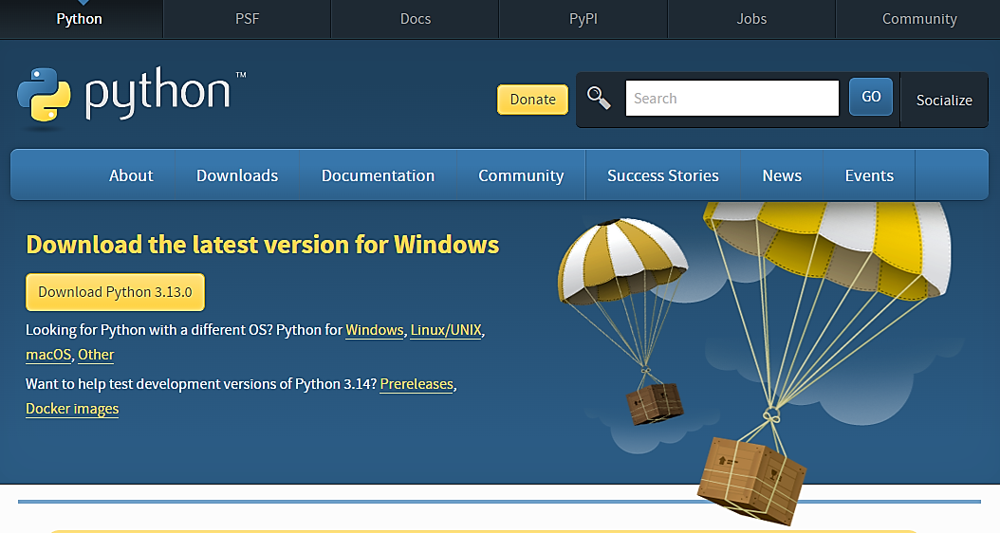 Python PSF Docs PyPI Jobs Community
python™
Donate Search GO Socialize
About Downloads Documentation Community Success Stories News Events
Download the latest version for Windows
Download Python 3.13.0
Looking for Python with a different OS? Python for Windows, Linux/UNIX,
macOS, Other
Want to help test development versions of Python 3.14? Prereleases,
Docker images